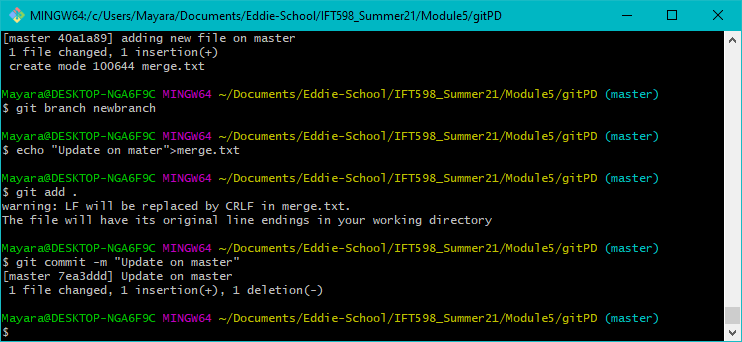 MINGW64:/c/Users/Mayara/Documents/Eddie-School/IFT598_Summer21/Module5/gitPD
[master 40a1a89] adding new file on master
 1 file changed, 1 insertion(+)
 create mode 100644 merge.txt
Mayara@DESKTOP-NGA6F9C MINGW64 ~/Documents/Eddie-School/IFT598_Summer21/Module5/gitPD (master)
$ git branch newbranch
Mayara@DESKTOP-NGA6F9C MINGW64 ~/Documents/Eddie-School/IFT598_Summer21/Module5/gitPD (master)
$ echo "Update on mater">merge.txt
Mayara@DESKTOP-NGA6F9C MINGW64 ~/Documents/Eddie-School/IFT598_Summer21/Module5/gitPD (master)
$ git add .
warning: LF will be replaced by CRLF in merge.txt.
The file will have its original line endings in your working directory
Mayara@DESKTOP-NGA6F9C MINGW64 ~/Documents/Eddie-School/IFT598_Summer21/Module5/gitPD (master)
$ git commit -m "Update on master"
[master 7ea3ddd] Update on master
 1 file changed, 1 insertion(+), 1 deletion(-)
Mayara@DESKTOP-NGA6F9C MINGW64 ~/Documents/Eddie-School/IFT598_Summer21/Module5/gitPD (master)
$